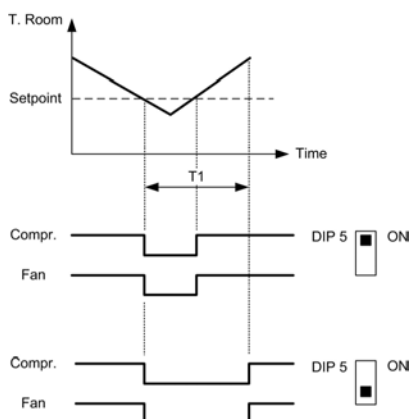 T. Room
Setpoint
Time
T1
Compr.
DIP 5 ON
Fan
Compr.
DIP 5 ON
Fan